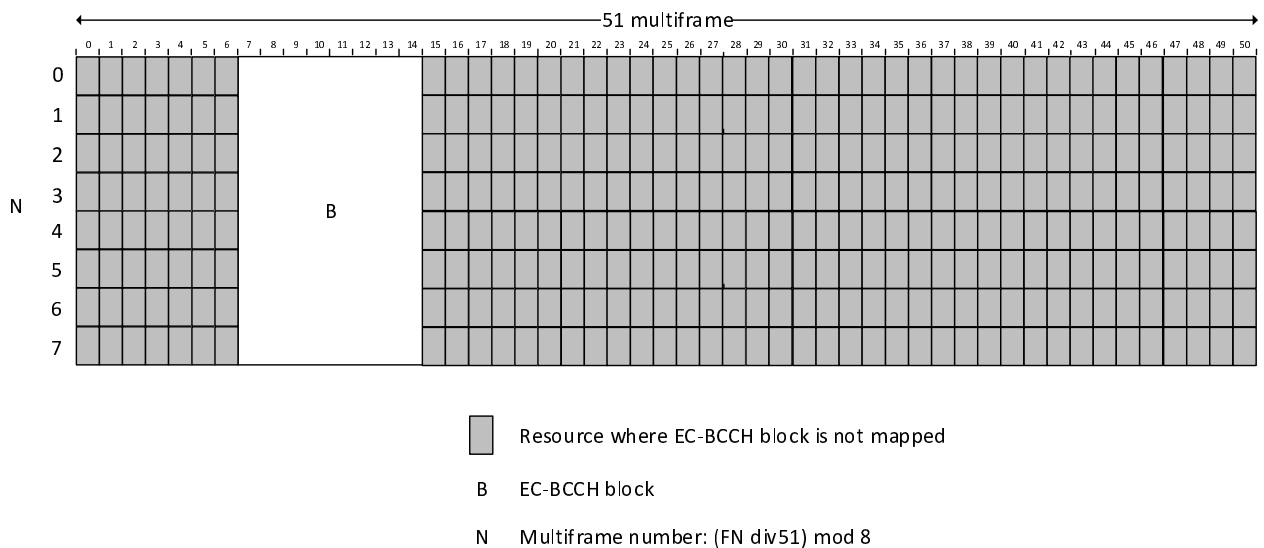 51 multiframe
0 1 2 3 4 5 6 7 8 9 10 11 12 13 14 15 16 17 18 19 20 21 22 23 24 25 26 27 28 29 30 31 32 33 34 35 36 37 38 39 40 41 42 43 44 45 46 47 48 49 50
0
1
2
3
N
B
4
5
6
7
Resource where EC-BCCH block is not mapped
B EC-BCCH block
N Multiframe number: (FN div51) mod 8